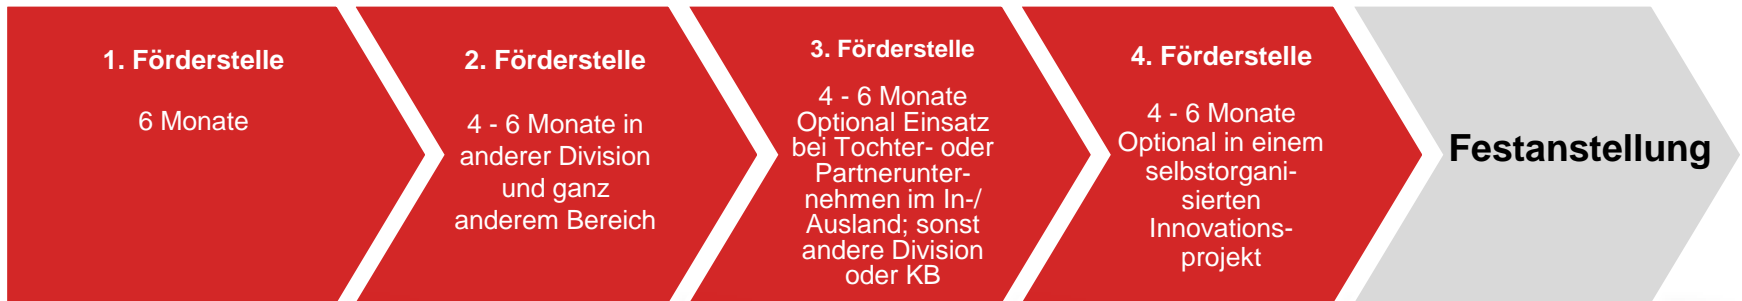 1. Förderstelle
6 Monate
2. Förderstelle
4 - 6 Monate in
anderer Division
und ganz
anderem Bereich
3. Förderstelle
4 - 6 Monate
Optional Einsatz
bei Tochter- oder
Partnerunter-
nehmen im In-/
Ausland; sonst
andere Division
oder KB
4. Förderstelle
4 - 6 Monate
Optional in einem
selbstorgani-
sierten
Innovations-
projekt
Festanstellung